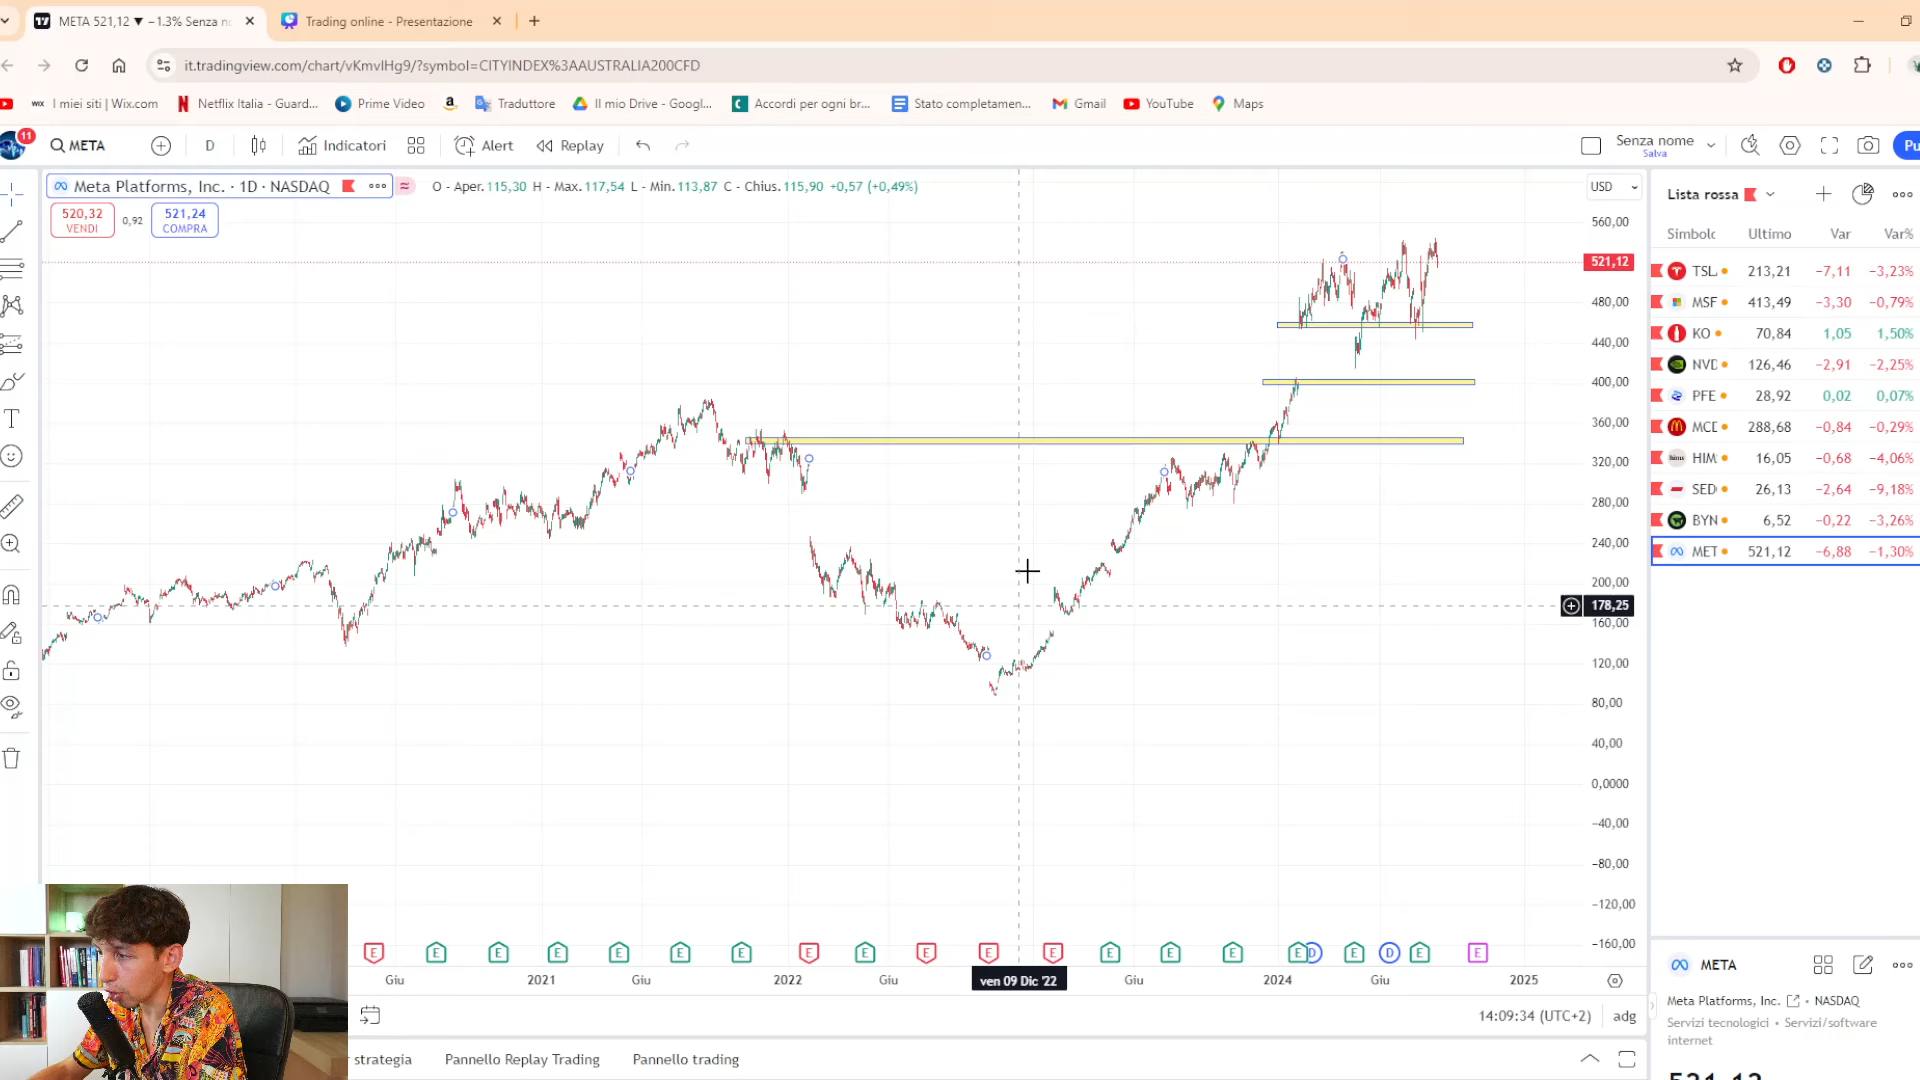 META 521,12 ▼ −1.3% Senza n
Trading online - Presentazione
it.tradingview.com/chart/vKmvIHg9/?symbol=CITYINDEX%3AAUSTRALIA200CFD
WIX I miei siti | Wix.com
Netflix Italia - Guard...
Prime Video
Traduttore
Il mio Drive - Googl...
Accordi per ogni br...
Stato completamen...
Gmail
YouTube
Maps
11
META
D
Indicatori
Alert
Replay
Senza nome
Salva
Pu
Meta Platforms, Inc. · 1D · NASDAQ
O - Aper. 115,30 H - Max. 117,54 L - Min. 113,87 C - Chius. 115,90 +0,57 (+0,49%)
520,32
VENDI
0,92
521,24
COMPRA
USD
560,00
521,12
480,00
440,00
400,00
360,00
320,00
280,00
240,00
200,00
178,25
160,00
120,00
80,00
40,00
0,0000
−40,00
−80,00
−120,00
−160,00
E E E E E E E E E E E E E E E E D E D E E
Giu 2021 Giu 2022 Giu ven 09 Dic '22 Giu 2024 Giu 2025
14:09:34 (UTC+2)
adg
r strategia
Pannello Replay Trading
Pannello trading
Lista rossa
Simbolo Ultimo Var Var%
TSL 213,21 −7,11 −3,23%
MSF 413,49 −3,30 −0,79%
KO 70,84 1,05 1,50%
NVD 126,46 −2,91 −2,25%
PFE 28,92 0,02 0,07%
MCD 288,68 −0,84 −0,29%
hims HIM 16,05 −0,68 −4,06%
SED 26,13 −2,64 −9,18%
BYN 6,52 −0,22 −3,26%
MET 521,12 −6,88 −1,30%
META
Meta Platforms, Inc. • NASDAQ
Servizi tecnologici • Servizi/software
internet
521,12